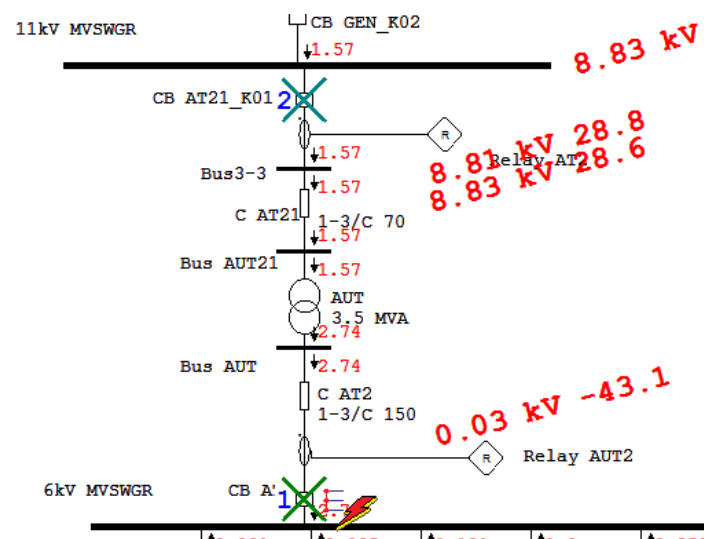 CB GEN_K02
11kV MVSWGR
1.57
8.83 kV
CB AT21_K01
2
R
Relay AT2
1.57
8.81 kV 28.8
8.83 kV 28.6
Bus3-3
1.57
C AT21
1-3/C 70
1.57
Bus AUT21
1.57
AUT
3.5 MVA
2.74
Bus AUT
2.74
C AT2
1-3/C 150
0.03 kV -43.1
R
Relay AUT2
6kV MVSWGR
CB A'
1